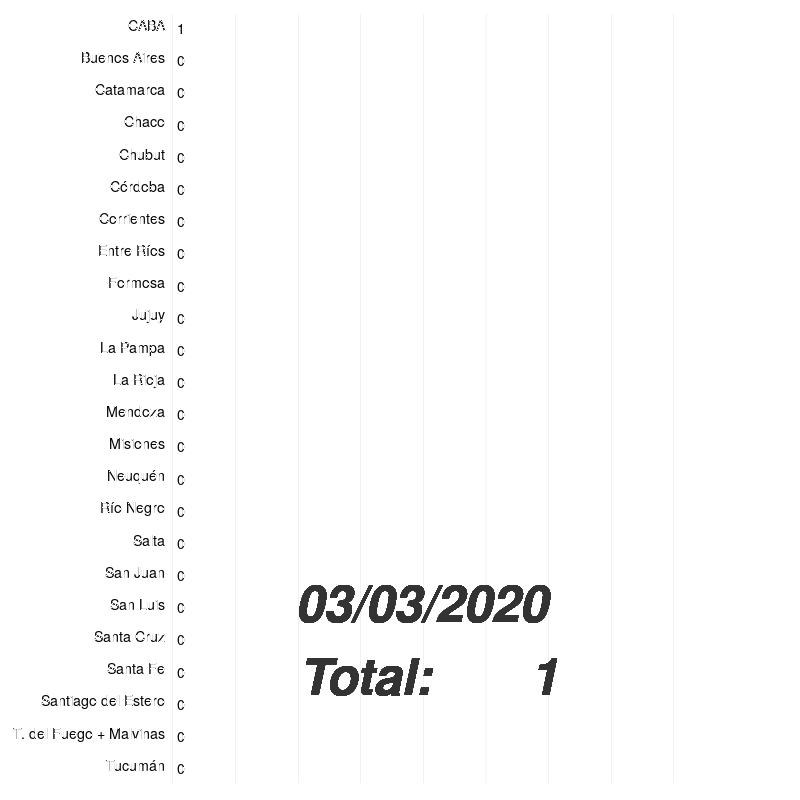 CABA 1
Buenos Aires 0
Catamarca 0
Chaco 0
Chubut 0
Córdoba 0
Corrientes 0
Entre Ríos 0
Formosa 0
Jujuy 0
La Pampa 0
La Rioja 0
Mendoza 0
Misiones 0
Neuquén 0
Río Negro 0
Salta 0
San Juan 0
San Luis 0
Santa Cruz 0
Santa Fe 0
Santiago del Estero 0
T. del Fuego + Malvinas 0
Tucumán 0
03/03/2020
Total: 1